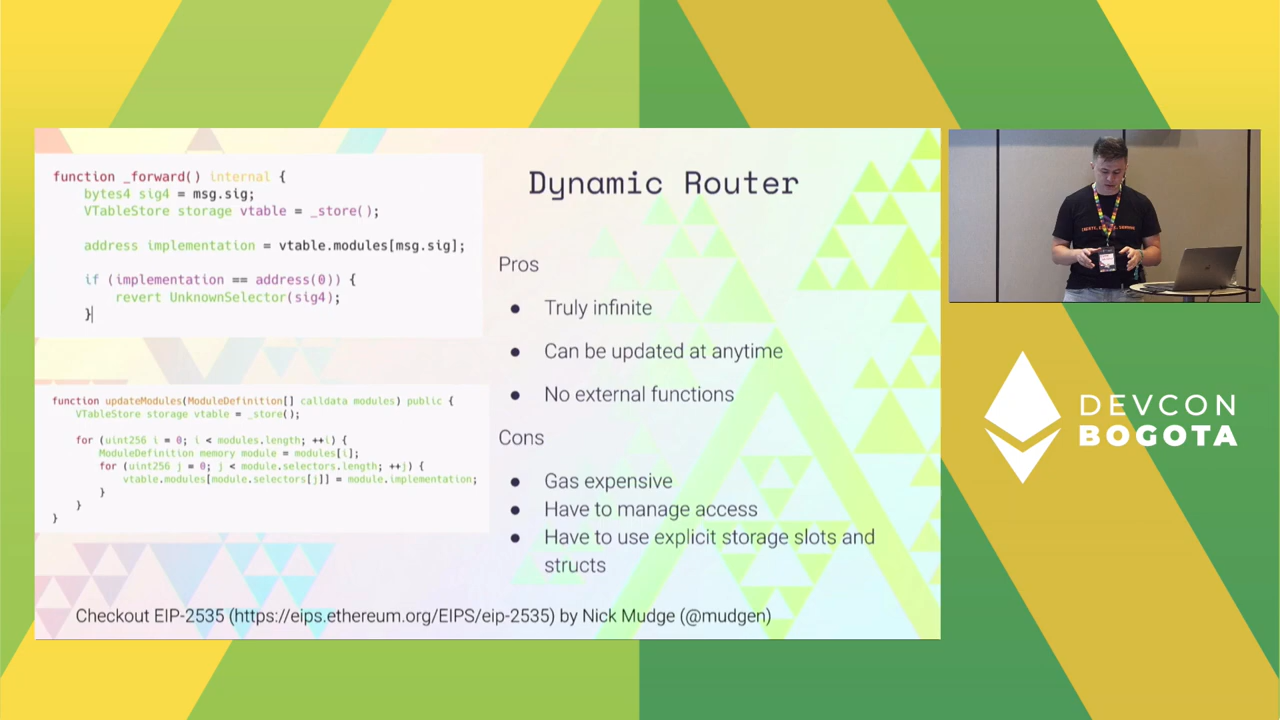 function _forward() internal {
bytes4 sig4 = msg.sig;
VTableStore storage vtable = _store();
address implementation = vtable.modules[msg.sig];
if (implementation == address(0)) {
revert UnknownSelector(sig4);
}
function updateModules(ModuleDefinition[] calldata modules) public {
VTableStore storage vtable = _store();
for (uint256 i = 0; i < modules.length; ++i) {
ModuleDefinition memory module = modules[i];
for (uint256 j = 0; j < module.selectors.length; ++j) {
vtable.modules[module.selectors[j]] = module.implementation;
}
}
}
Dynamic Router
Pros
● Truly infinite
● Can be updated at anytime
● No external functions
Cons
● Gas expensive
● Have to manage access
● Have to use explicit storage slots and
structs
Checkout EIP-2535 (https://eips.ethereum.org/EIPS/eip-2535) by Nick Mudge (@mudgen)
DEVCON
BOGOTA